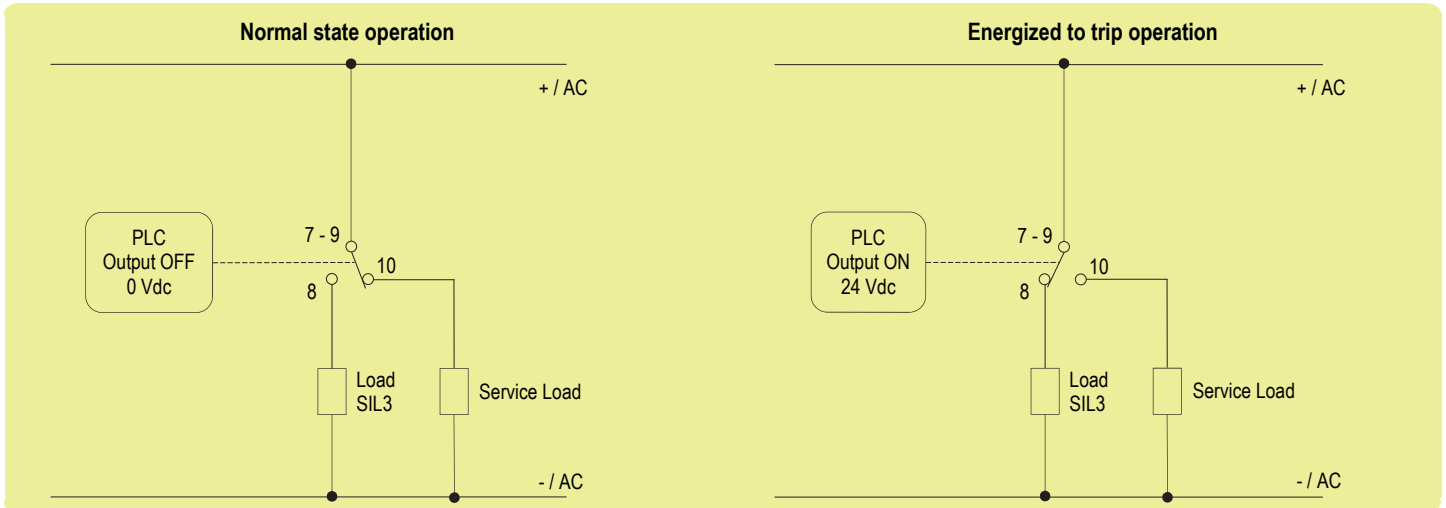 Normal state operation
+ / AC
PLC
Output OFF
0 Vdc
7 - 9
10
8
Load
SIL3
Service Load
- / AC
Energized to trip operation
+ / AC
PLC
Output ON
24 Vdc
7 - 9
10
8
Load
SIL3
Service Load
- / AC